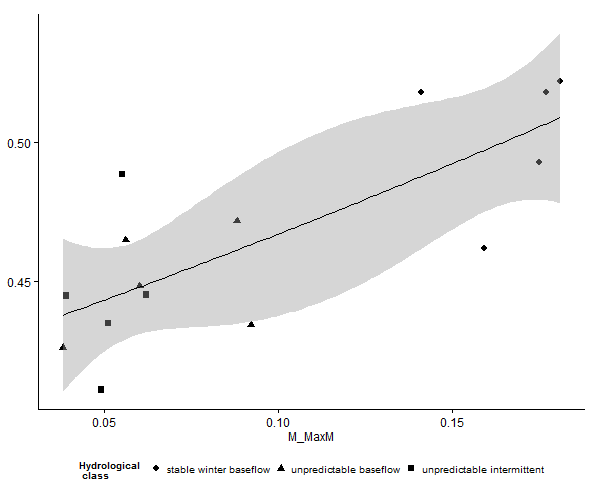 0.50
0.45
0.05 0.10 0.15
M_MaxM
Hydrological
class
stable winter baseflow unpredictable baseflow unpredictable intermittent